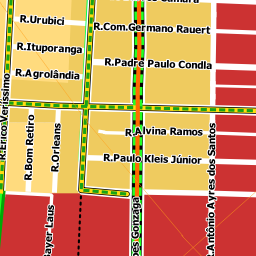 R.Urubici
R.Com.Germano Rauert
R.Ituporanga
R.Padre Paulo Condla
R.Agrolândia
R.Erico Veríssimo
R.Alvina Ramos
R.Bom Retiro
R.Orleans
R.Paulo Kleis Júnior
R.Antônio Ayres dos Santos
Gonzaga
Laus